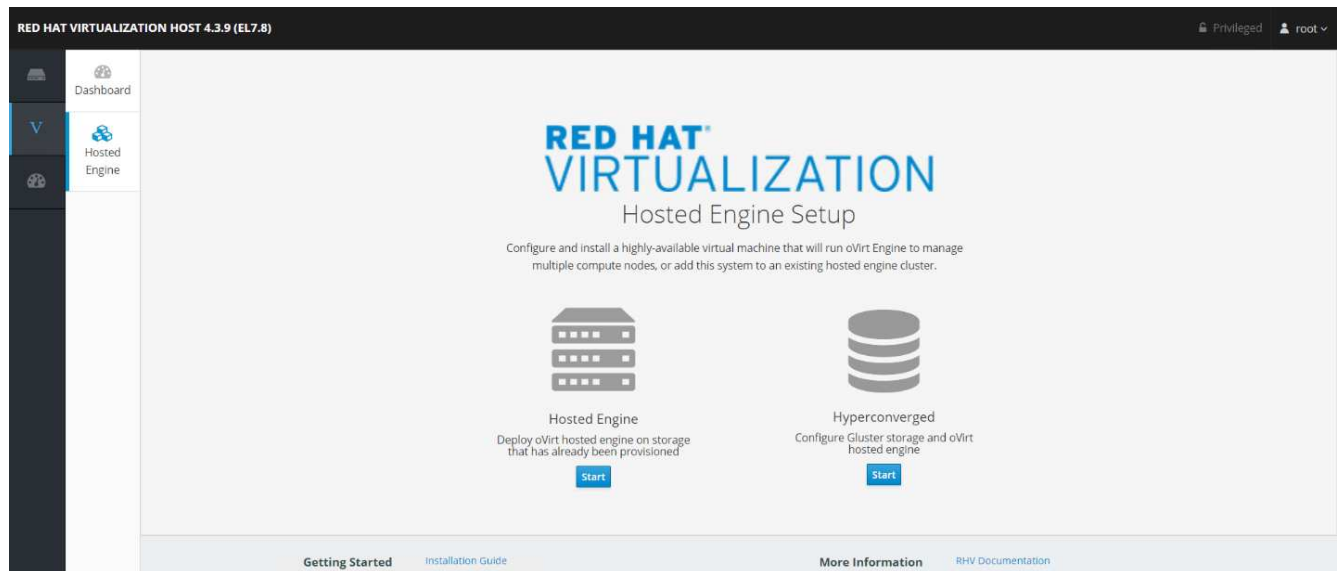 RED HAT VIRTUALIZATION HOST 4.3.9 (EL7.8)
Privileged
root
Dashboard
V
Hosted
Engine
RED HAT®
VIRTUALIZATION
Hosted Engine Setup
Configure and install a highly-available virtual machine that will run oVirt Engine to manage
multiple compute nodes, or add this system to an existing hosted engine cluster.
Hosted Engine
Deploy oVirt hosted engine on storage
that has already been provisioned
Start
Hyperconverged
Configure Gluster storage and oVirt
hosted engine
Start
Getting Started
Installation Guide
More Information
RHV Documentation